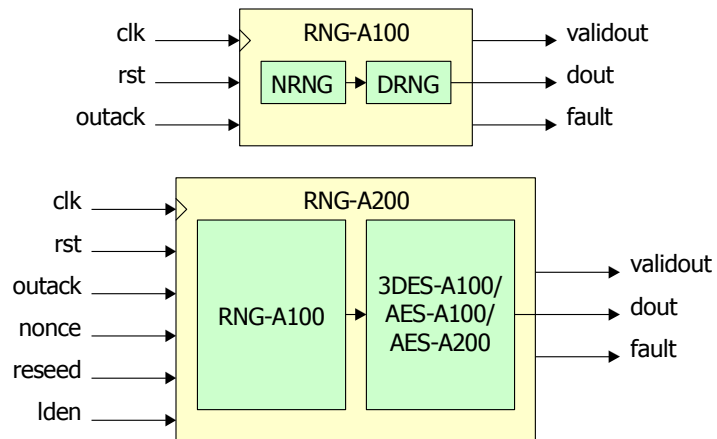 RNG-A100
clk
validout
rst
NRNG
DRNG
dout
outack
fault
RNG-A200
clk
rst
outack
nonce
reseed
lden
RNG-A100
3DES-A100/
AES-A100/
AES-A200
validout
dout
fault